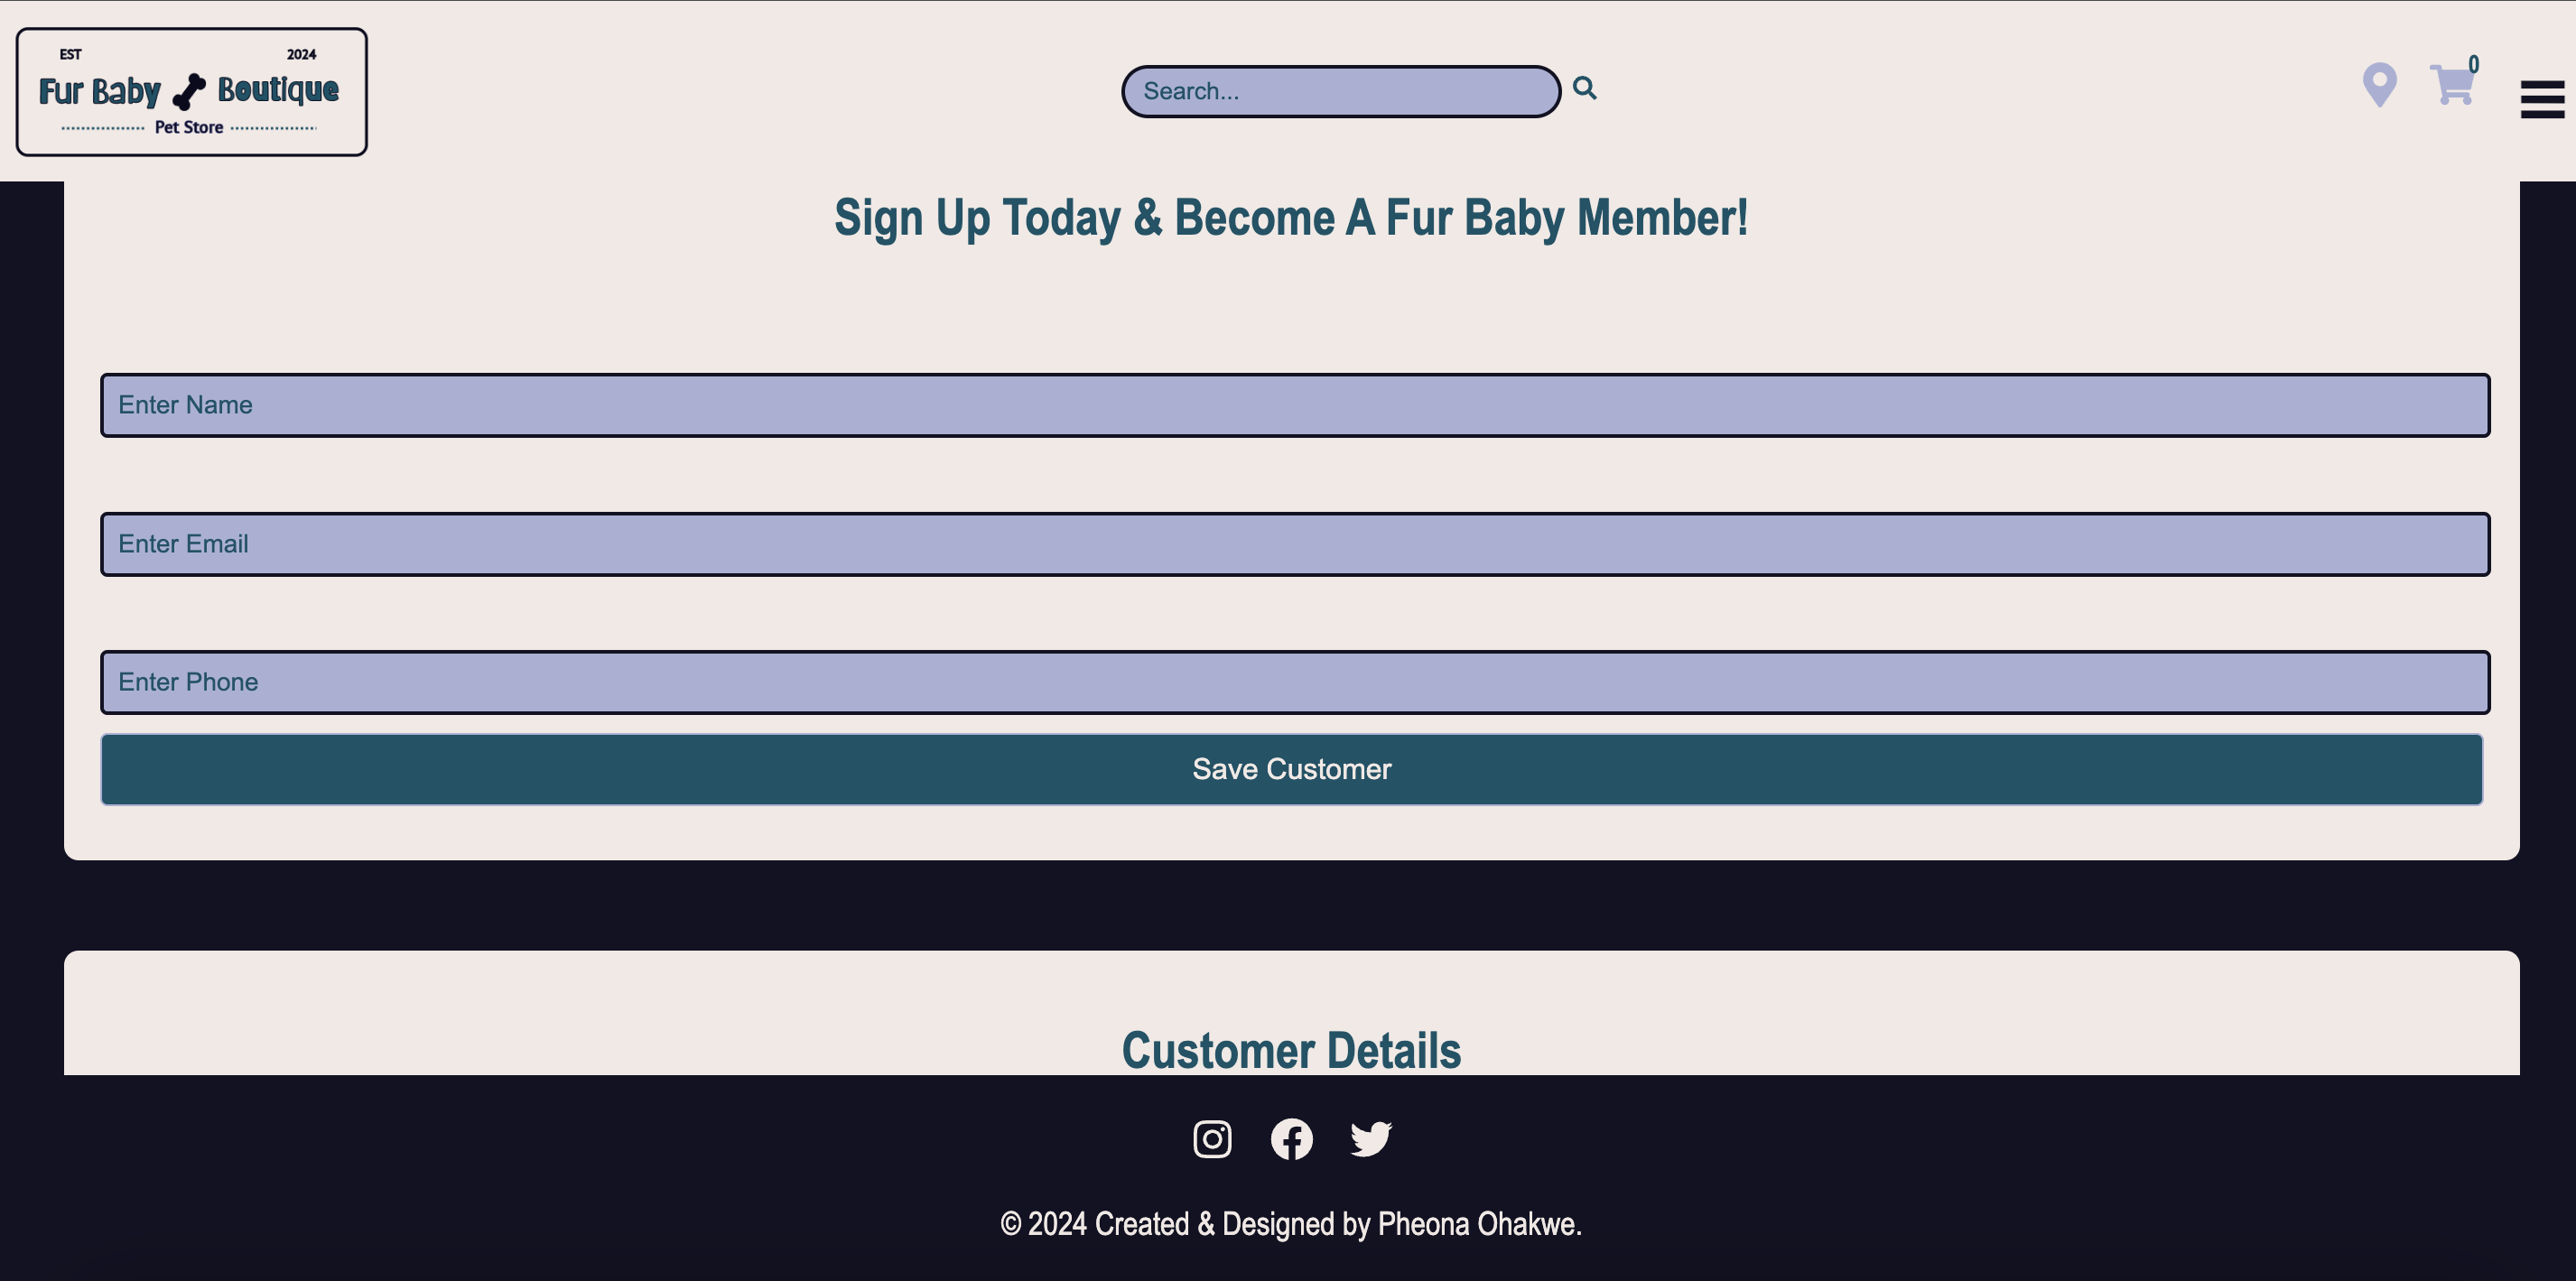 EST 2024
Fur Baby Boutique
Pet Store
Search...
0
Sign Up Today & Become A Fur Baby Member!
Enter Name
Enter Email
Enter Phone
Save Customer
Customer Details
© 2024 Created & Designed by Pheona Ohakwe.